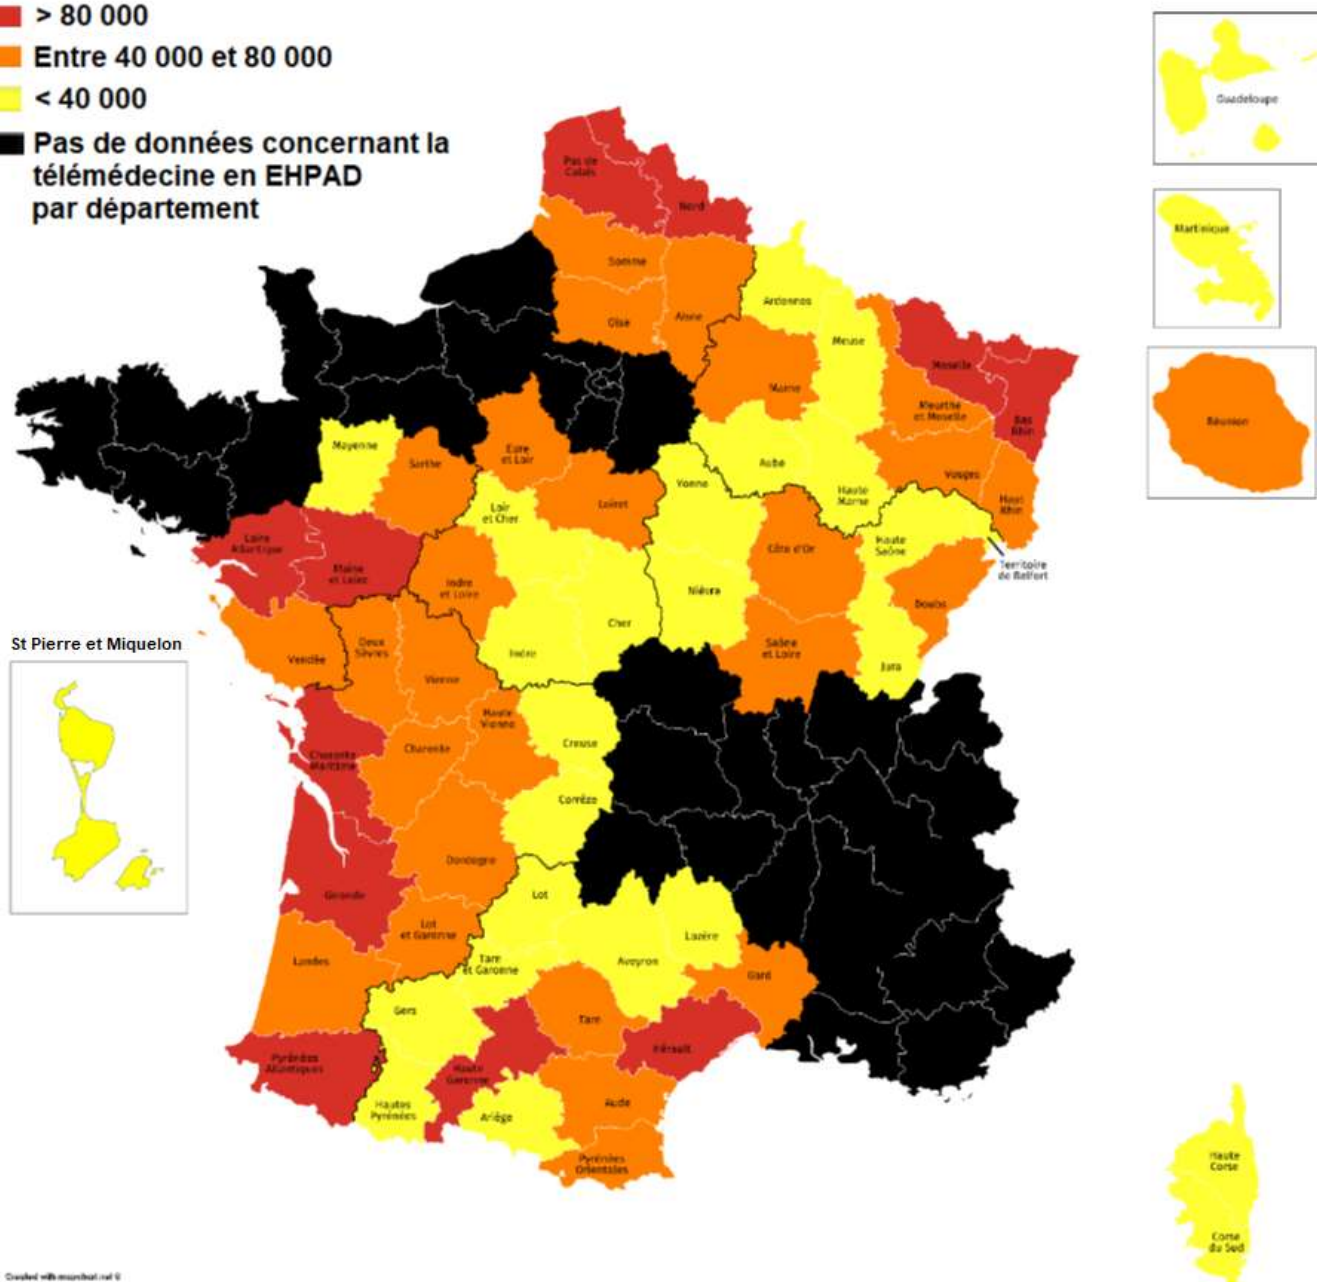 > 80 000
Entre 40 000 et 80 000
< 40 000
Pas de données concernant la
télémédecine en EHPAD
par département
Guadeloupe
Martinique
Réunion
Pas de
Calais
Nord
Somme
Oise
Aisne
Ardennes
Meuse
Marne
Moselle
Meurthe
et Moselle
Bas
Rhin
Vosges
Haut
Rhin
Aube
Haute
Marne
Mayenne
Sarthe
Eure
et Loir
Loiret
Loir
et Cher
Yonne
Côte d'Or
Haute
Saône
Territoire
de Belfort
Doubs
Jura
Nièvre
Saône
et Loire
Loire
Atlantique
Maine
et Loire
Indre
et Loire
Cher
Indre
Vendée
Deux
Sèvres
Vienne
St Pierre et Miquelon
Haute
Vienne
Creuse
Charente
Charente
Maritime
Corrèze
Dordogne
Gironde
Lot
Lot
et Garonne
Landes
Tarn
et Garonne
Aveyron
Lozère
Gard
Gers
Tarn
Hérault
Pyrénées
Atlantiques
Haute
Garonne
Hautes
Pyrénées
Ariège
Aude
Pyrénées
Orientales
Haute
Corse
Corse
du Sud
Created with mapchart.net ©